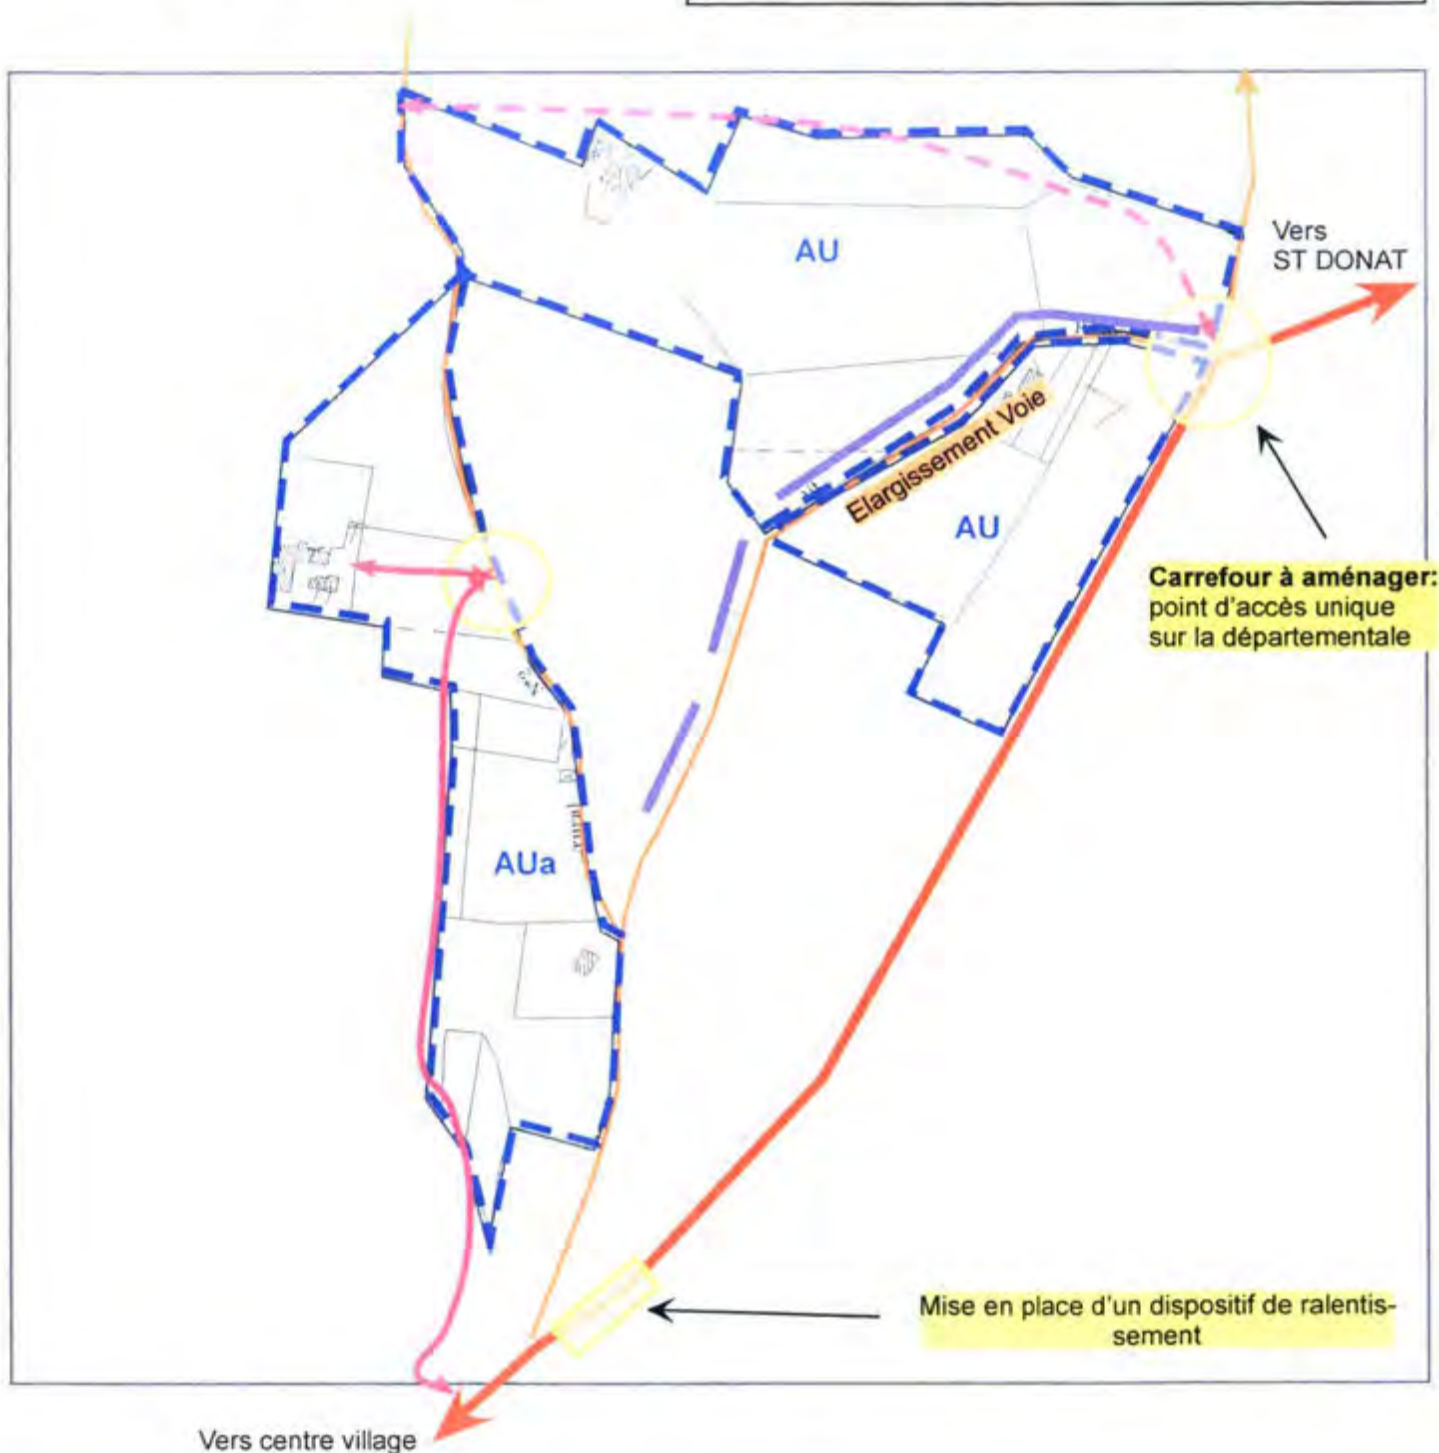 AU
Vers
ST DONAT
Elargissement Voie
AU
Carrefour à aménager:
point d'accès unique
sur la départementale
AUa
Mise en place d'un dispositif de ralentis-
sement
Vers centre village